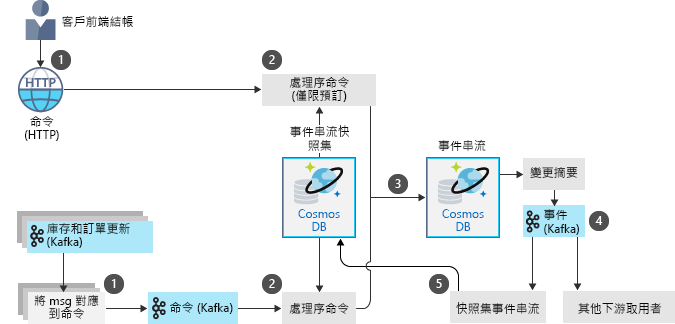 客戶前端結帳
1
HTTP
命令
(HTTP)
2
處理序命令
(僅限預訂)
事件串流快
照集
Cosmos
DB
3
事件串流
Cosmos
DB
變更摘要
事件
(Kafka)
4
庫存和訂單更新
(Kafka)
1
將 msg 對應
到命令
命令 (Kafka)
2
處理序命令
5
快照集事件串流
其他下游取用者